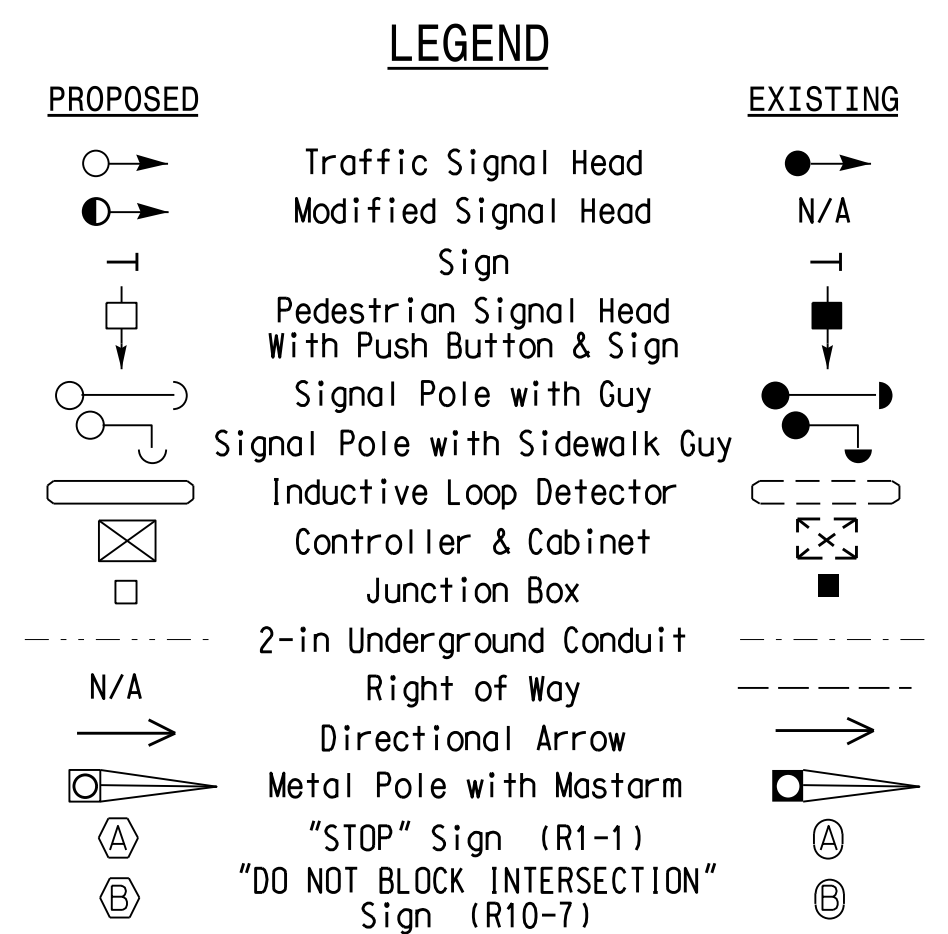 LEGEND
PROPOSED EXISTING
Traffic Signal Head
Modified Signal Head N/A
Sign
Pedestrian Signal Head
With Push Button & Sign
Signal Pole with Guy
Signal Pole with Sidewalk Guy
Inductive Loop Detector
Controller & Cabinet
Junction Box
2-in Underground Conduit
N/A Right of Way
Directional Arrow
Metal Pole with Mastarm
A "STOP" Sign (R1-1) A
"DO NOT BLOCK INTERSECTION"
B B
Sign (R10-7)